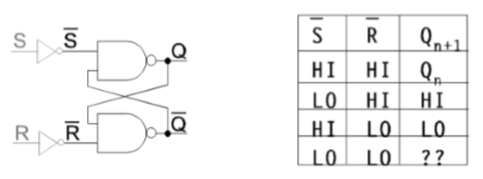 S S̅ Q
R R̅ Q̅
S̅ R̅ Qn+1
HI HI Qn
LO HI HI
HI LO LO
LO LO ??